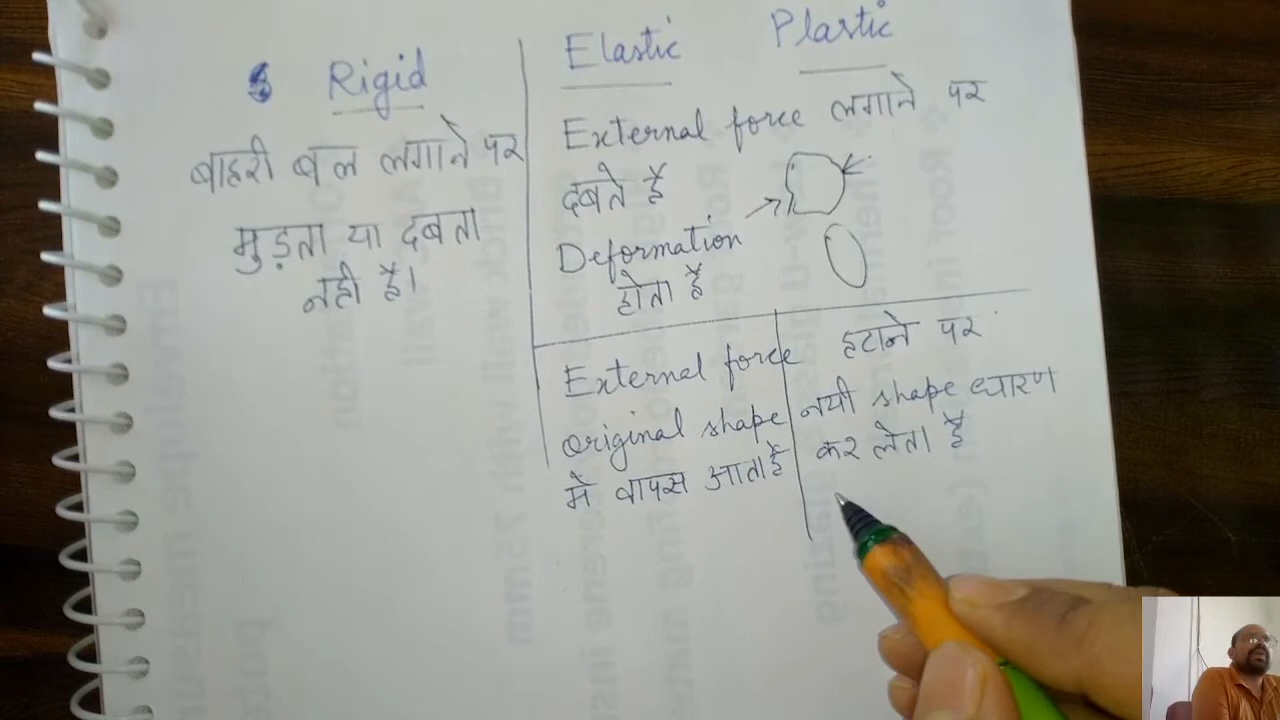 Rigid
बाहरी बल लगाने पर
मुड़ता या दबता
नही है।
Elastic Plastic
External force लगाने पर
दबते है
Deformation
होता है
External force हटाने पर
original shape
मे वापस आता है
नयी shape धारण
कर लेता है